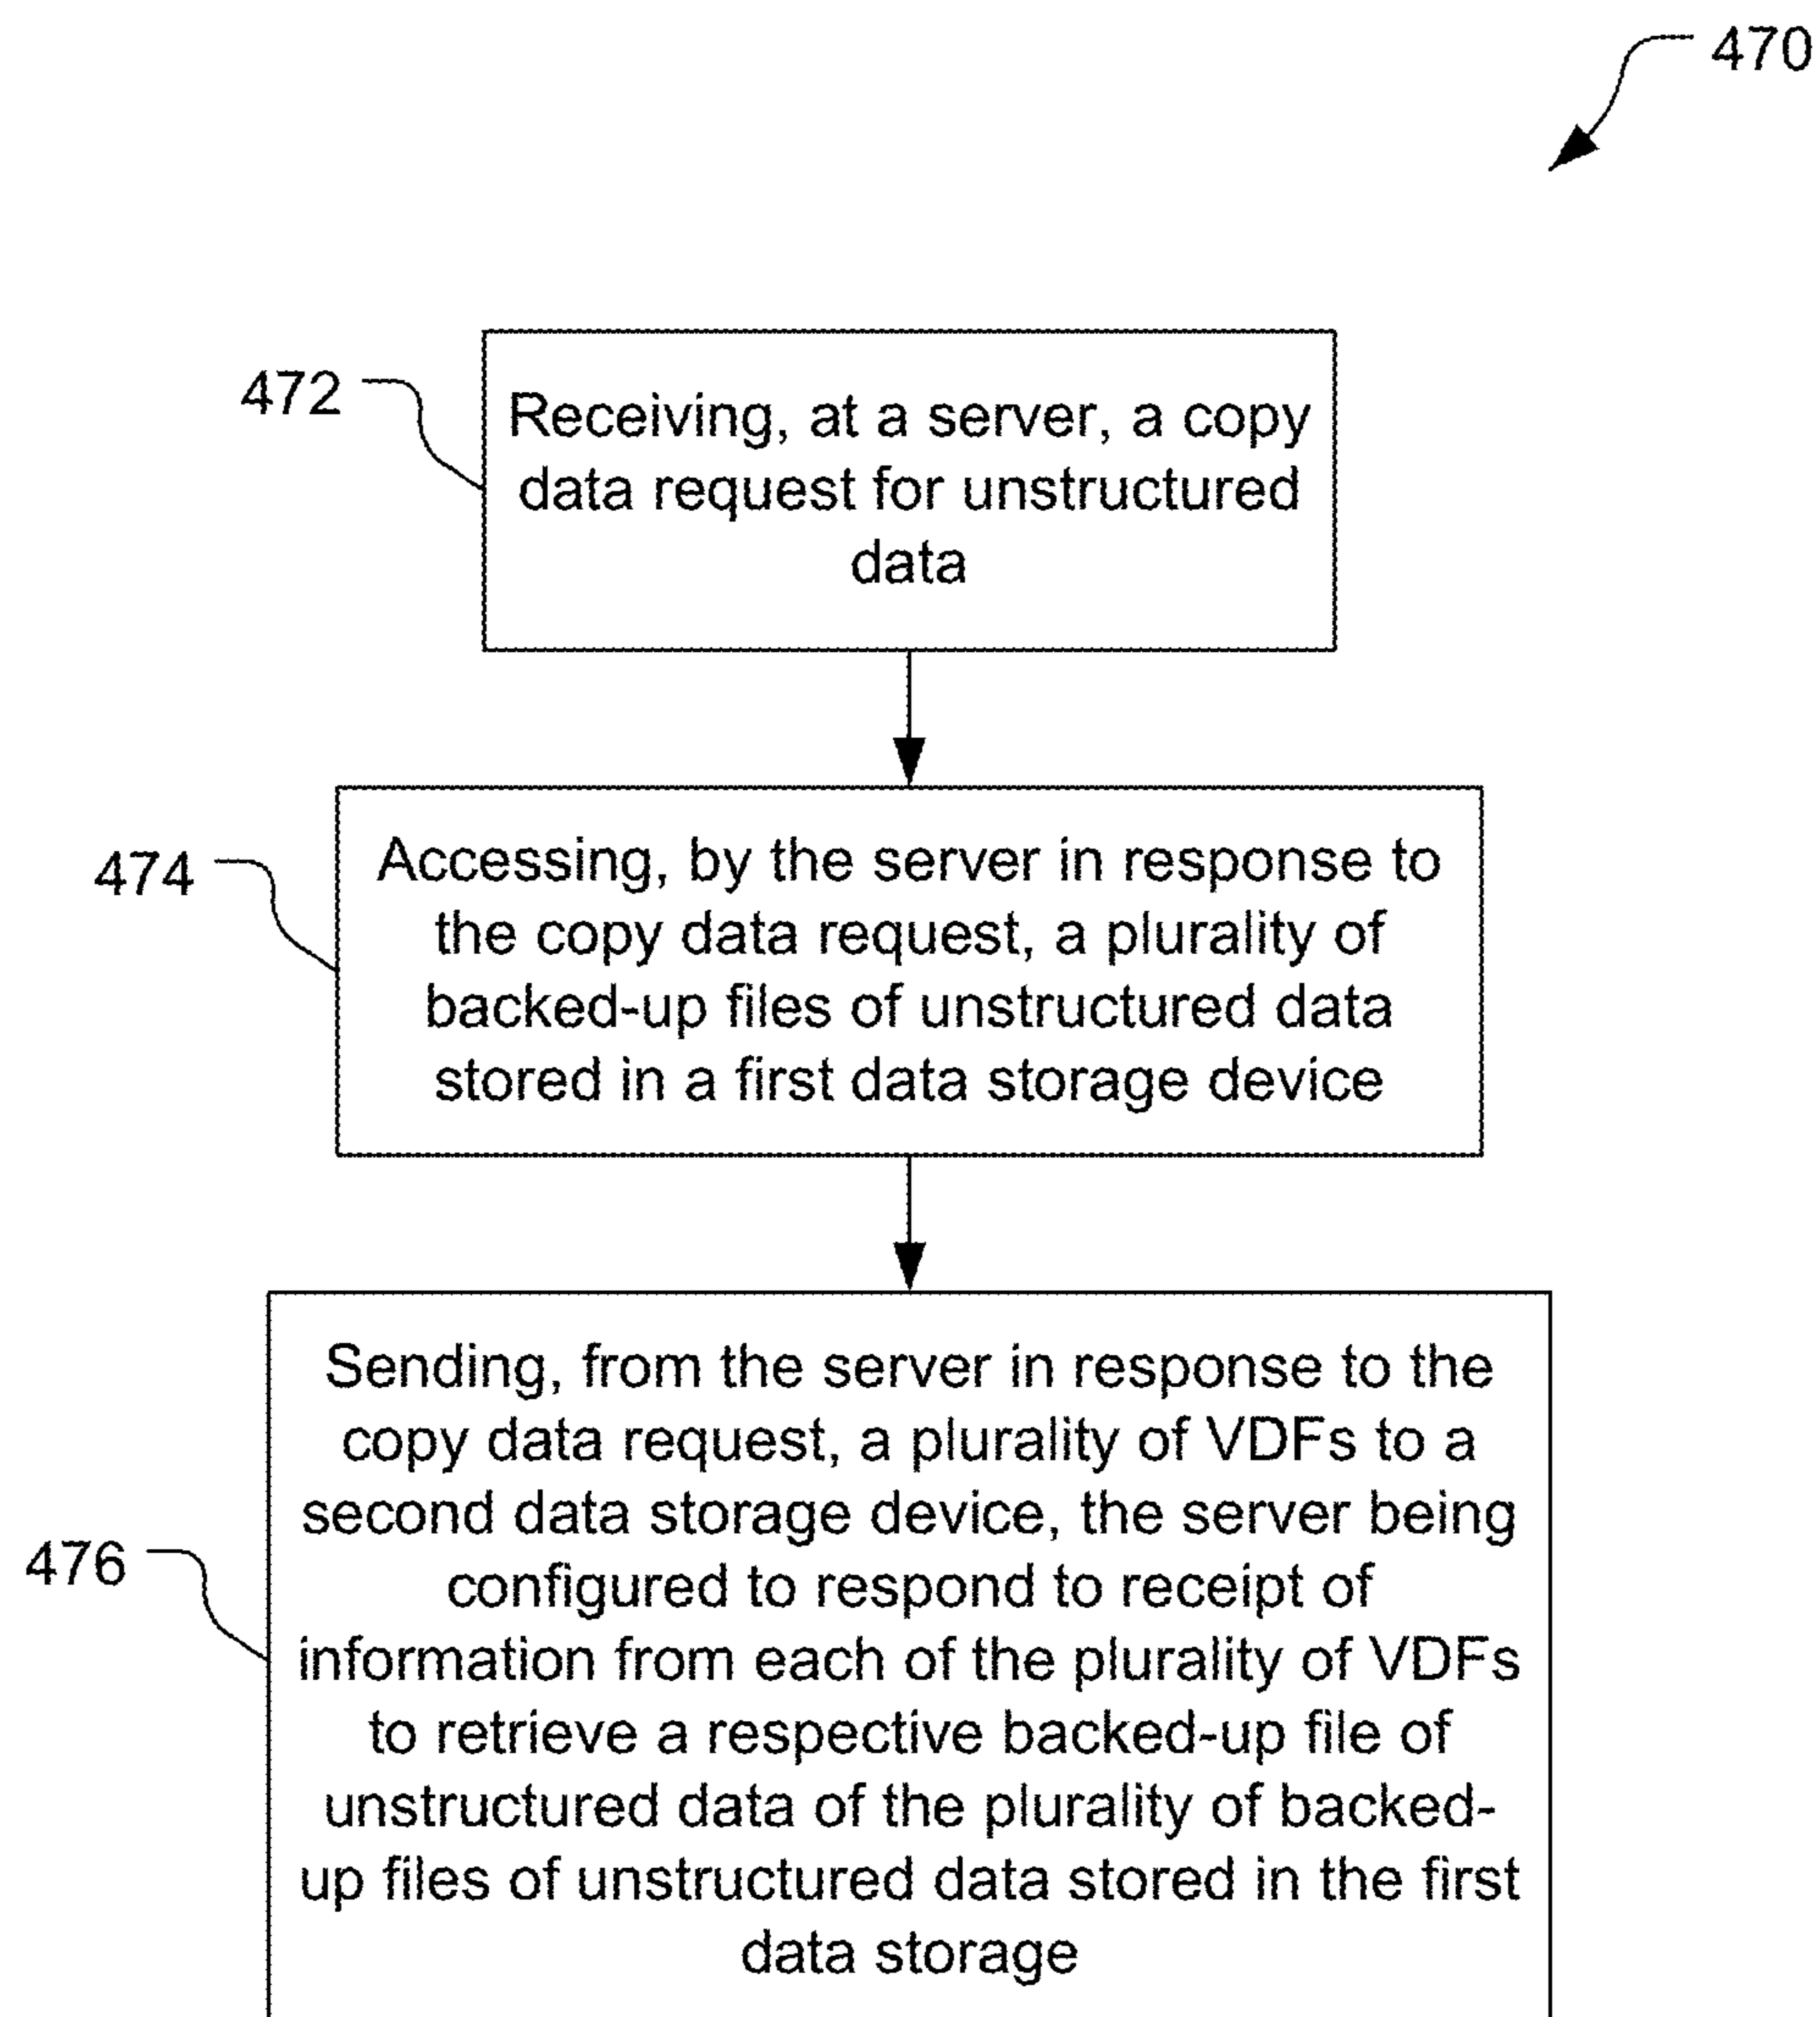 470
472
Receiving, at a server, a copy
data request for unstructured
data
474
Accessing, by the server in response to
the copy data request, a plurality of
backed-up files of unstructured data
stored in a first data storage device
476
Sending, from the server in response to the
copy data request, a plurality of VDFs to a
second data storage device, the server being
configured to respond to receipt of
information from each of the plurality of VDFs
to retrieve a respective backed-up file of
unstructured data of the plurality of backed-
up files of unstructured data stored in the first
data storage